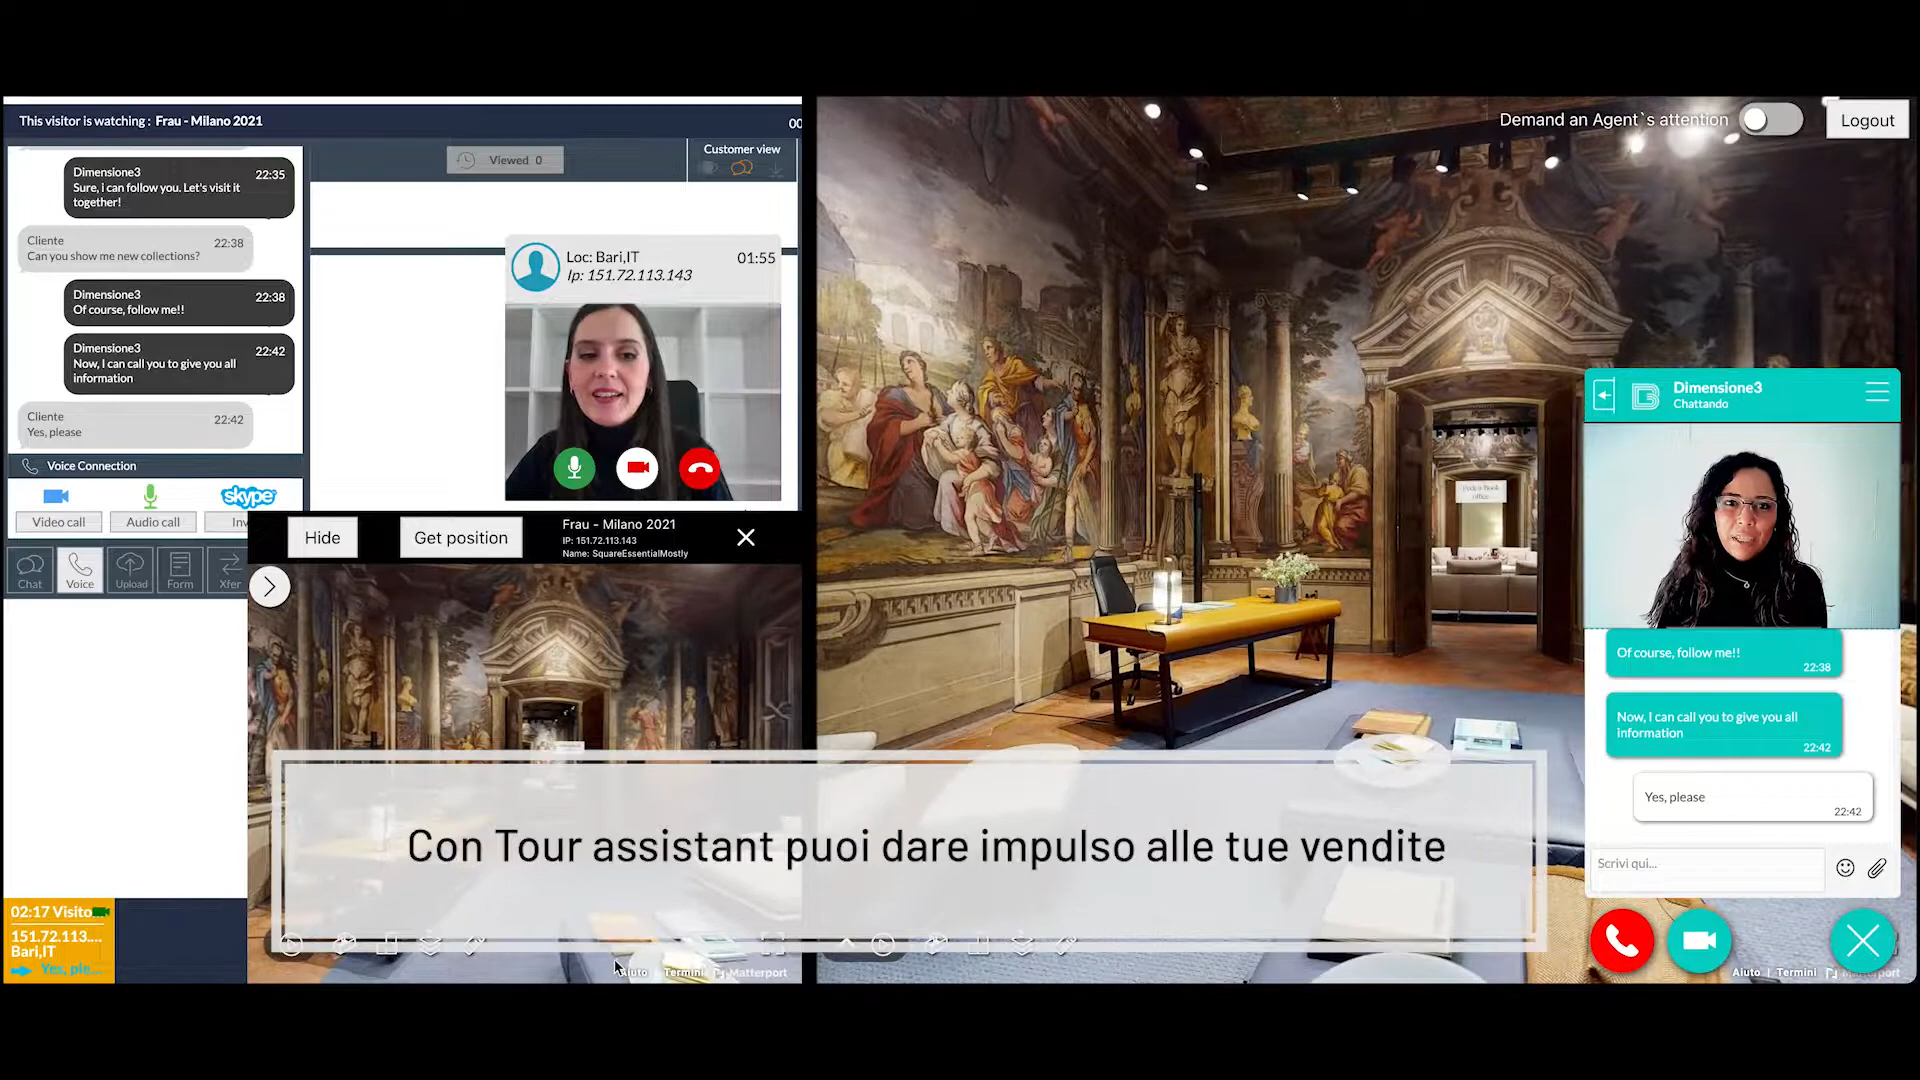 This visitor is watching : Frau - Milano 2021
00
Viewed 0
Customer view
Dimensione3
22:35
Sure, i can follow you. Let's visit it
together!
Cliente
22:38
Can you show me new collections?
Dimensione3
22:38
Of course, follow me!!
Dimensione3
22:42
Now, I can call you to give you all
information
Cliente
22:42
Yes, please
Voice Connection
skype
Video call
Audio call
Inv
Chat
Voice
Upload
Form
Xfer
Loc: Bari,IT
01:55
Ip: 151.72.113.143
Hide
Get position
Frau - Milano 2021
IP: 151.72.113.143
Name: SquareEssentialMostly
02:17 Visito
151.72.113....
Bari,IT
Yes, ple...
Aiuto
Termini
Matterport
Con Tour assistant puoi dare impulso alle tue vendite
Demand an Agent`s attention
Logout
Dimensione3
Chattando
Of course, follow me!!
22:38
Now, I can call you to give you all
information
22:42
Yes, please
22:42
Scrivi qui...
Aiuto | Termini